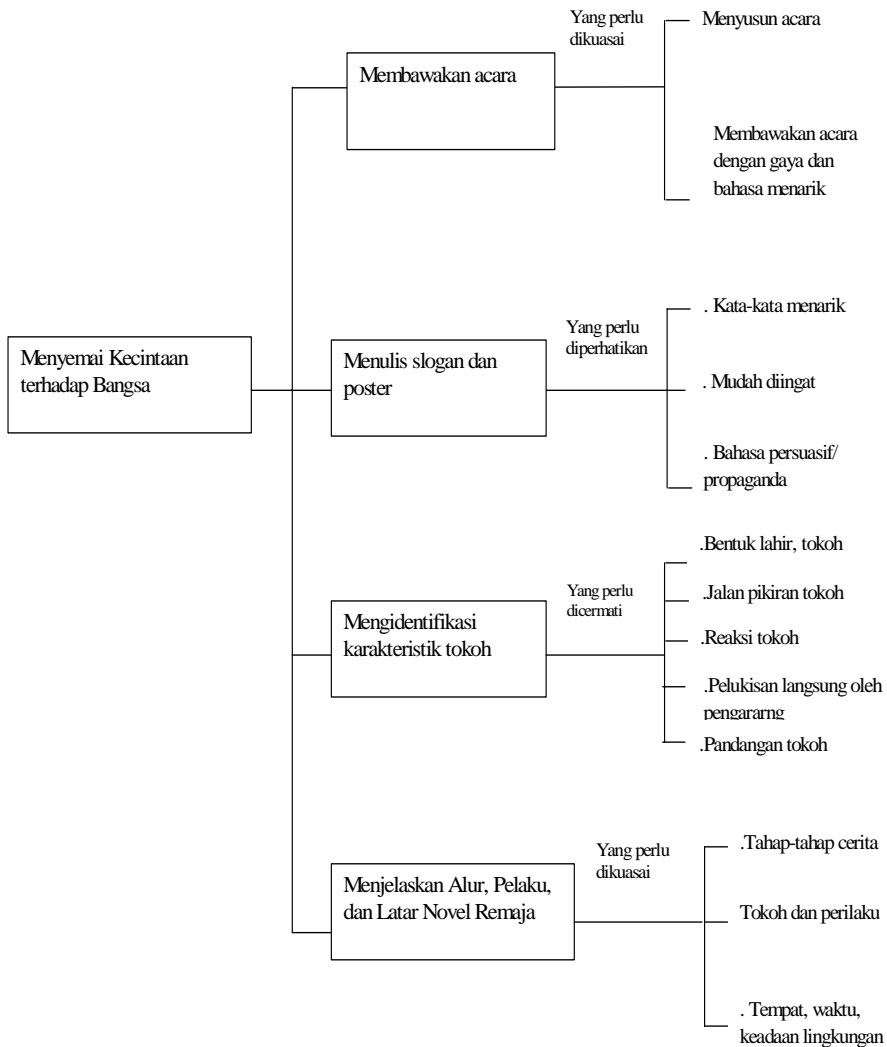 Menyemai Kecintaan
terhadap Bangsa
Membawakan acara
Yang perlu
dikuasai
Menyusun acara
Membawakan acara
dengan gaya dan
bahasa menarik
Menulis slogan dan
poster
Yang perlu
diperhatikan
. Kata-kata menarik
. Mudah diingat
. Bahasa persuasif/
propaganda
Mengidentifikasi
karakteristik tokoh
Yang perlu
dicermati
.Bentuk lahir, tokoh
.Jalan pikiran tokoh
.Reaksi tokoh
.Pelukisan langsung oleh
pengararng
.Pandangan tokoh
Menjelaskan Alur, Pelaku,
dan Latar Novel Remaja
Yang perlu
dikuasai
.Tahap-tahap cerita
Tokoh dan perilaku
. Tempat, waktu,
keadaan lingkungan